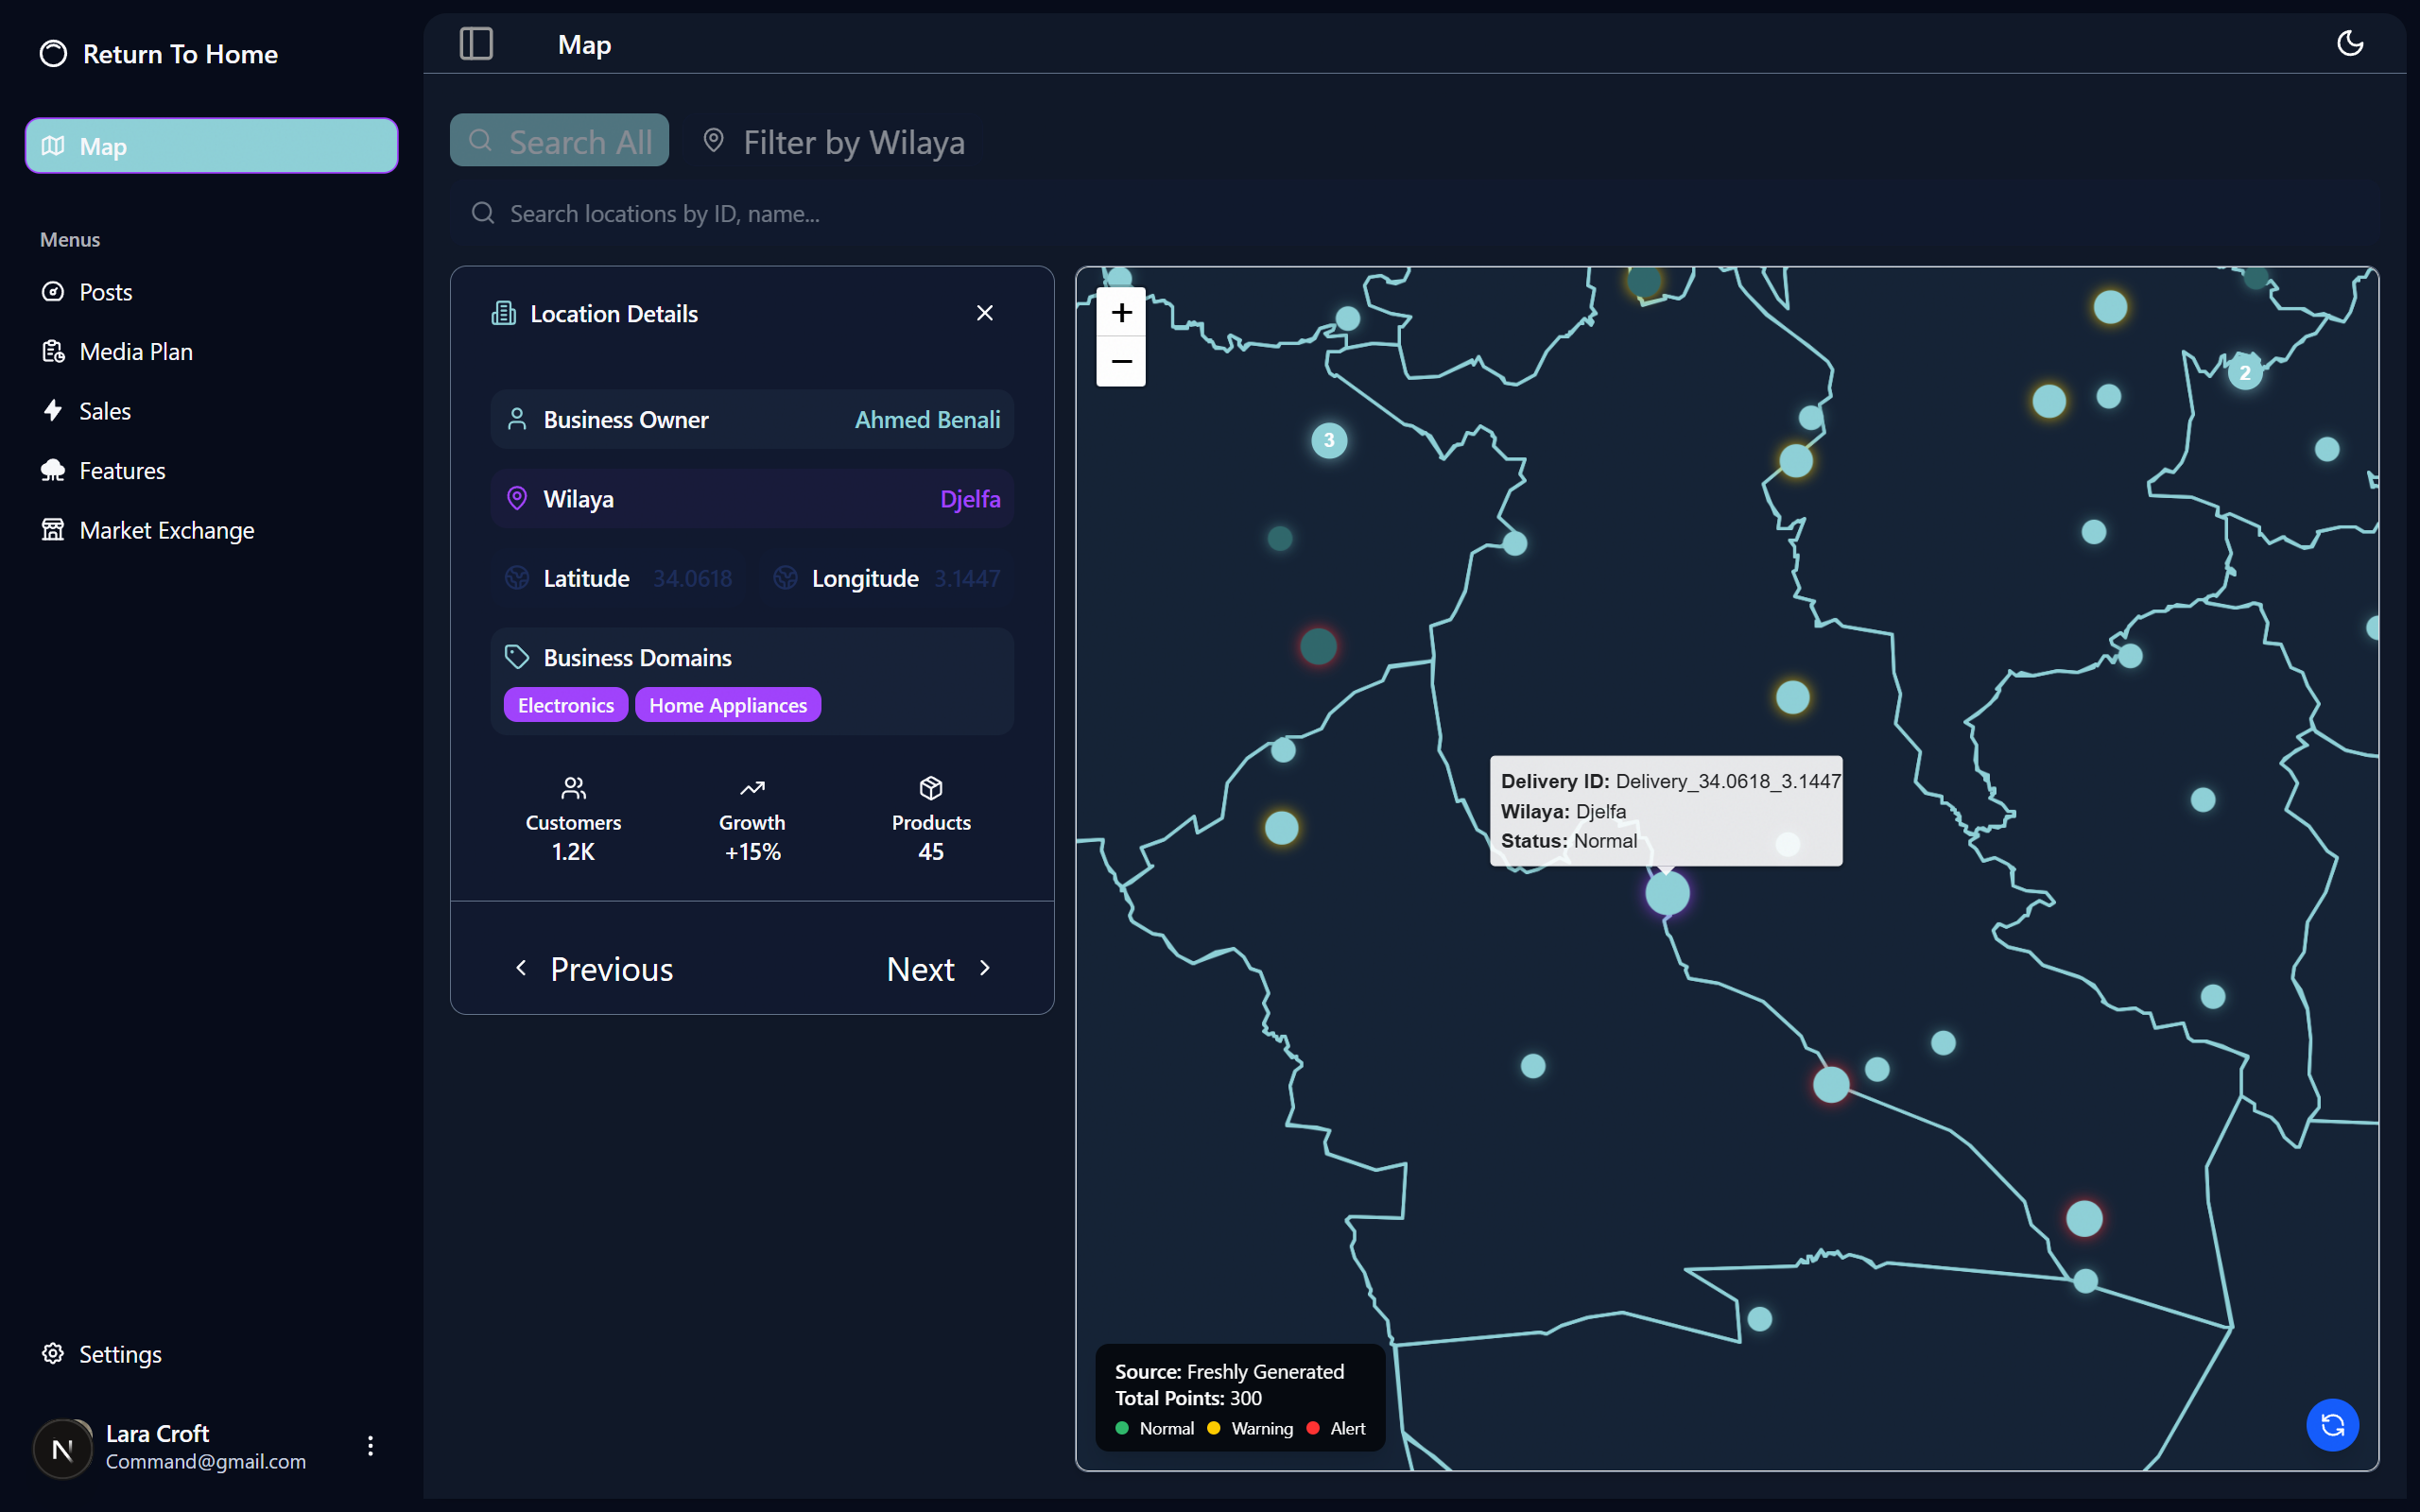 Return To Home
Map
Menus
Posts
Media Plan
Sales
Features
Market Exchange
Settings
N
Lara Croft
Command@gmail.com
Map
Search All
Filter by Wilaya
Search locations by ID, name...
Location Details
Business Owner Ahmed Benali
Wilaya Djelfa
Latitude 34.0618 Longitude 3.1447
Business Domains
Electronics Home Appliances
Customers Growth Products
1.2K +15% 45
Previous Next
+
−
2
3
Delivery ID: Delivery_34.0618_3.1447
Wilaya: Djelfa
Status: Normal
Source: Freshly Generated
Total Points: 300
Normal Warning Alert